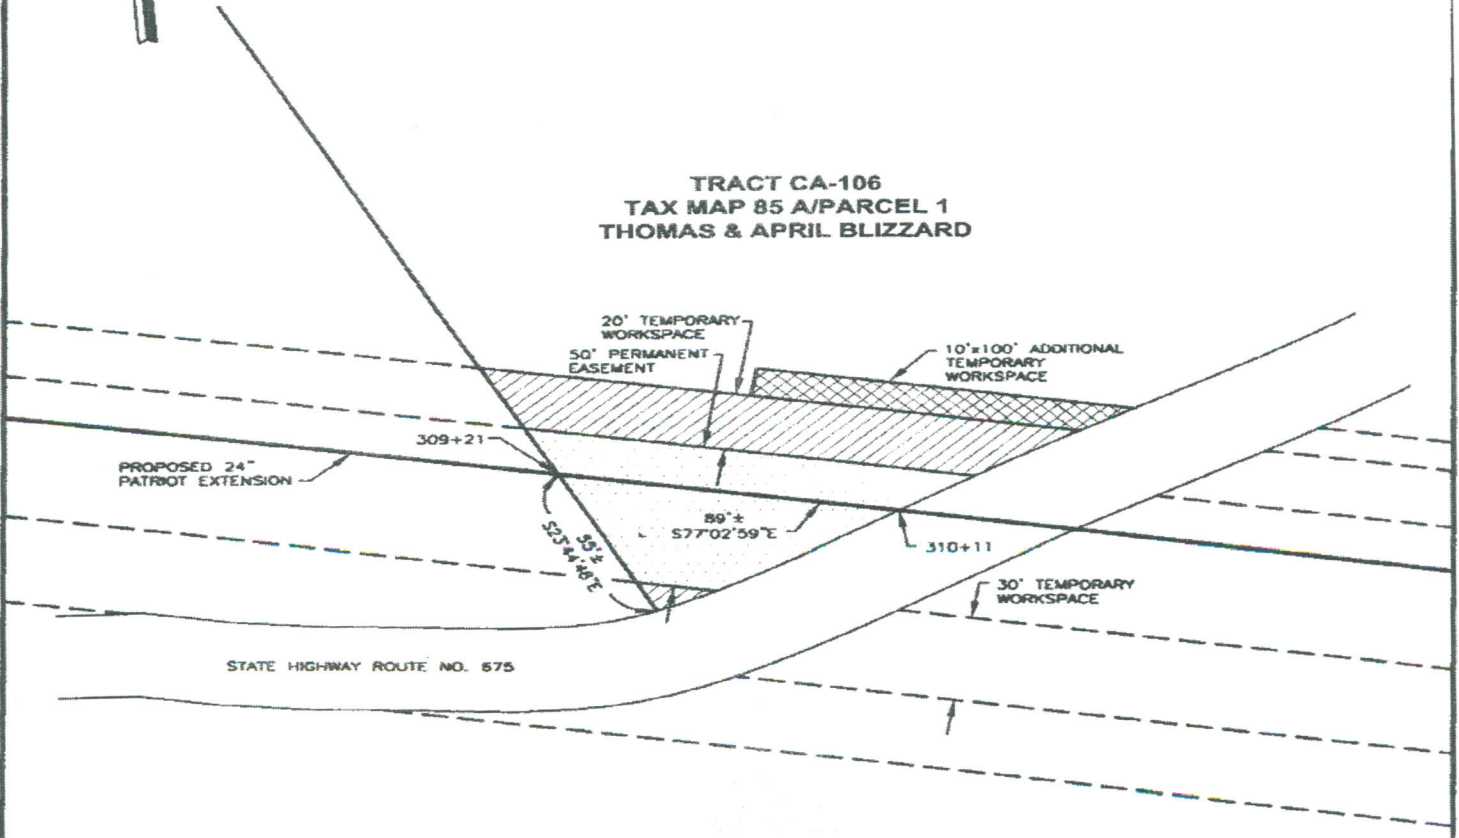 TRACT CA-106
TAX MAP 85 A/PARCEL 1
THOMAS & APRIL BLIZZARD
20' TEMPORARY
WORKSPACE
50' PERMANENT
EASEMENT
10'x100' ADDITIONAL
TEMPORARY
WORKSPACE
309+21
PROPOSED 24"
PATRIOT EXTENSION
89'±
S77°02'59"E
310+11
55'±
S23°44'48"E
30' TEMPORARY
WORKSPACE
STATE HIGHWAY ROUTE NO. 675